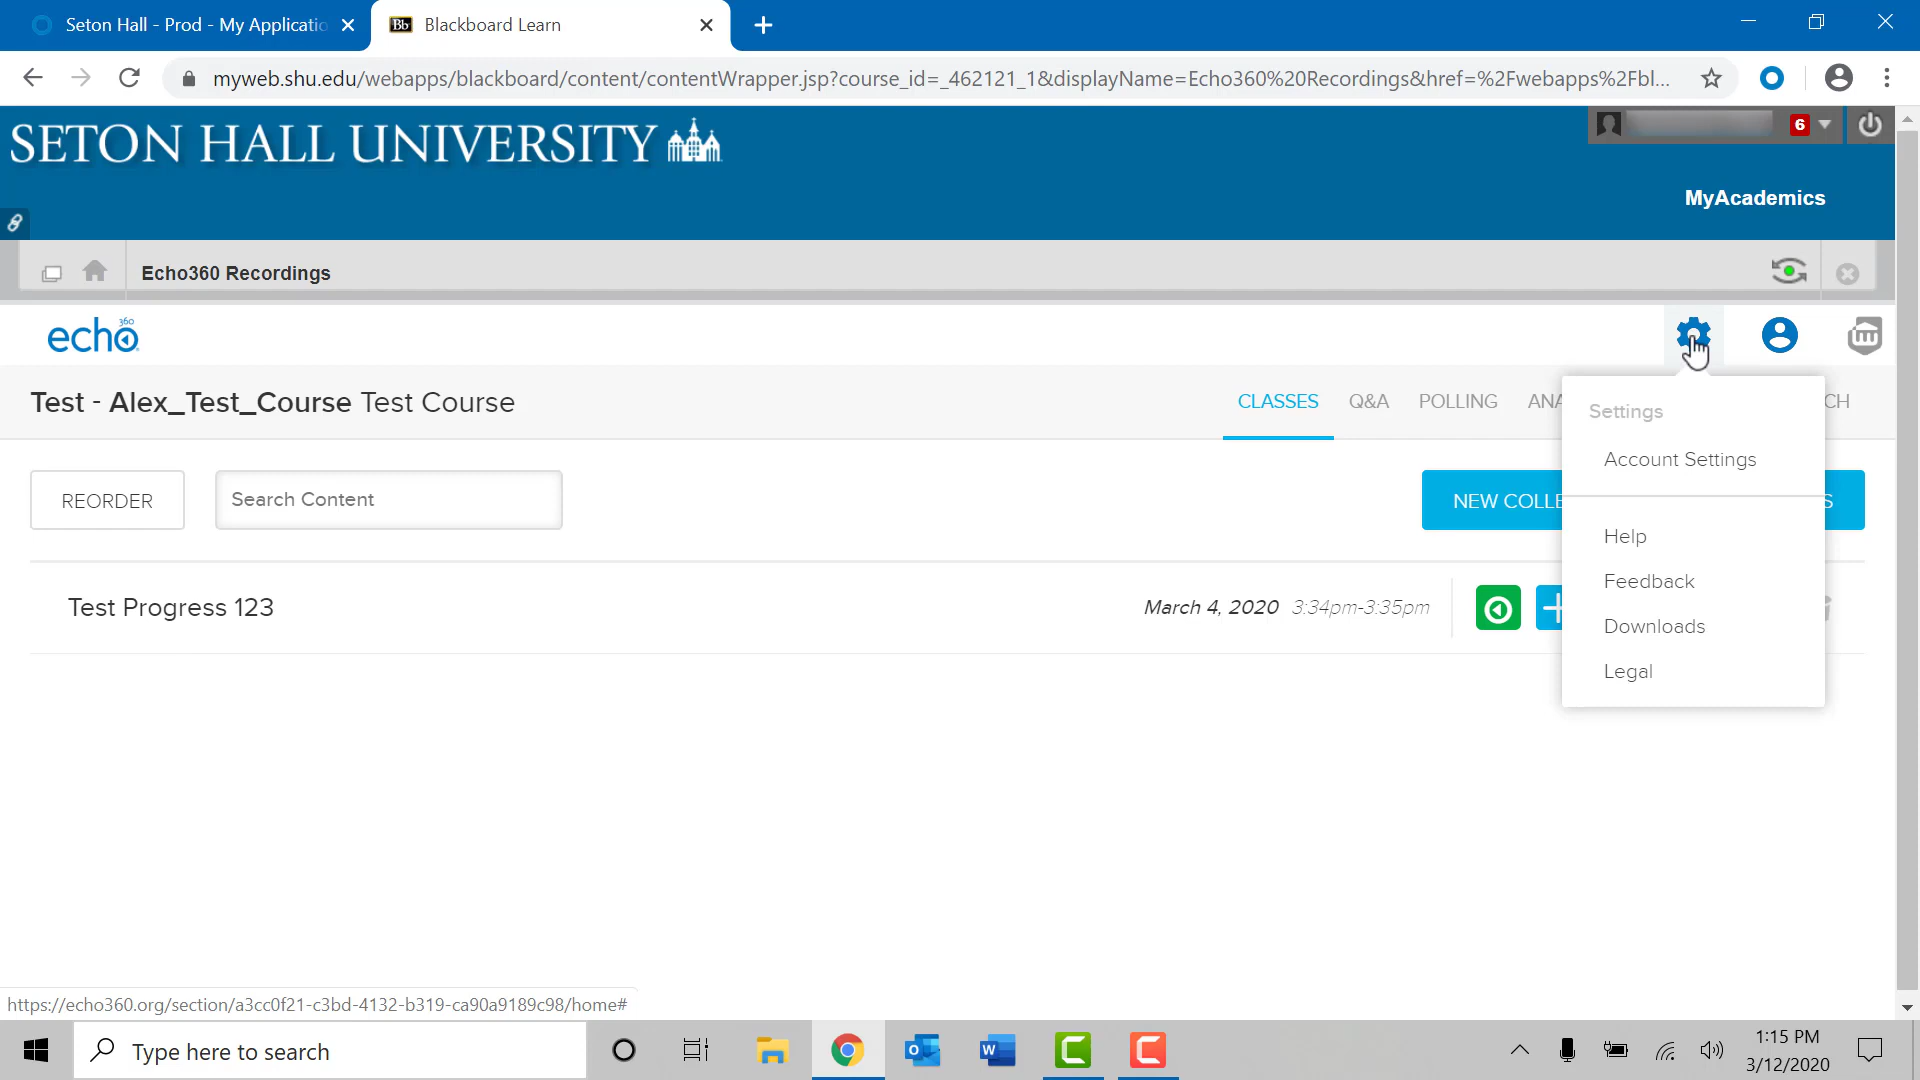 Seton Hall - Prod - My Applicatio
Bb Blackboard Learn
myweb.shu.edu/webapps/blackboard/content/contentWrapper.jsp?course_id=_462121_1&displayName=Echo360%20Recordings&href=%2Fwebapps%2Fbl...
SETON HALL UNIVERSITY
6
MyAcademics
Echo360 Recordings
echo360
Test - Alex_Test_Course Test Course
CLASSES Q&A POLLING ANA CH
Settings
Account Settings
REORDER
Search Content
NEW COLLE S
Help
Feedback
Downloads
Legal
Test Progress 123
March 4, 2020 3:34pm-3:35pm
https://echo360.org/section/a3cc0f21-c3bd-4132-b319-ca90a9189c98/home#
Type here to search
1:15 PM
3/12/2020